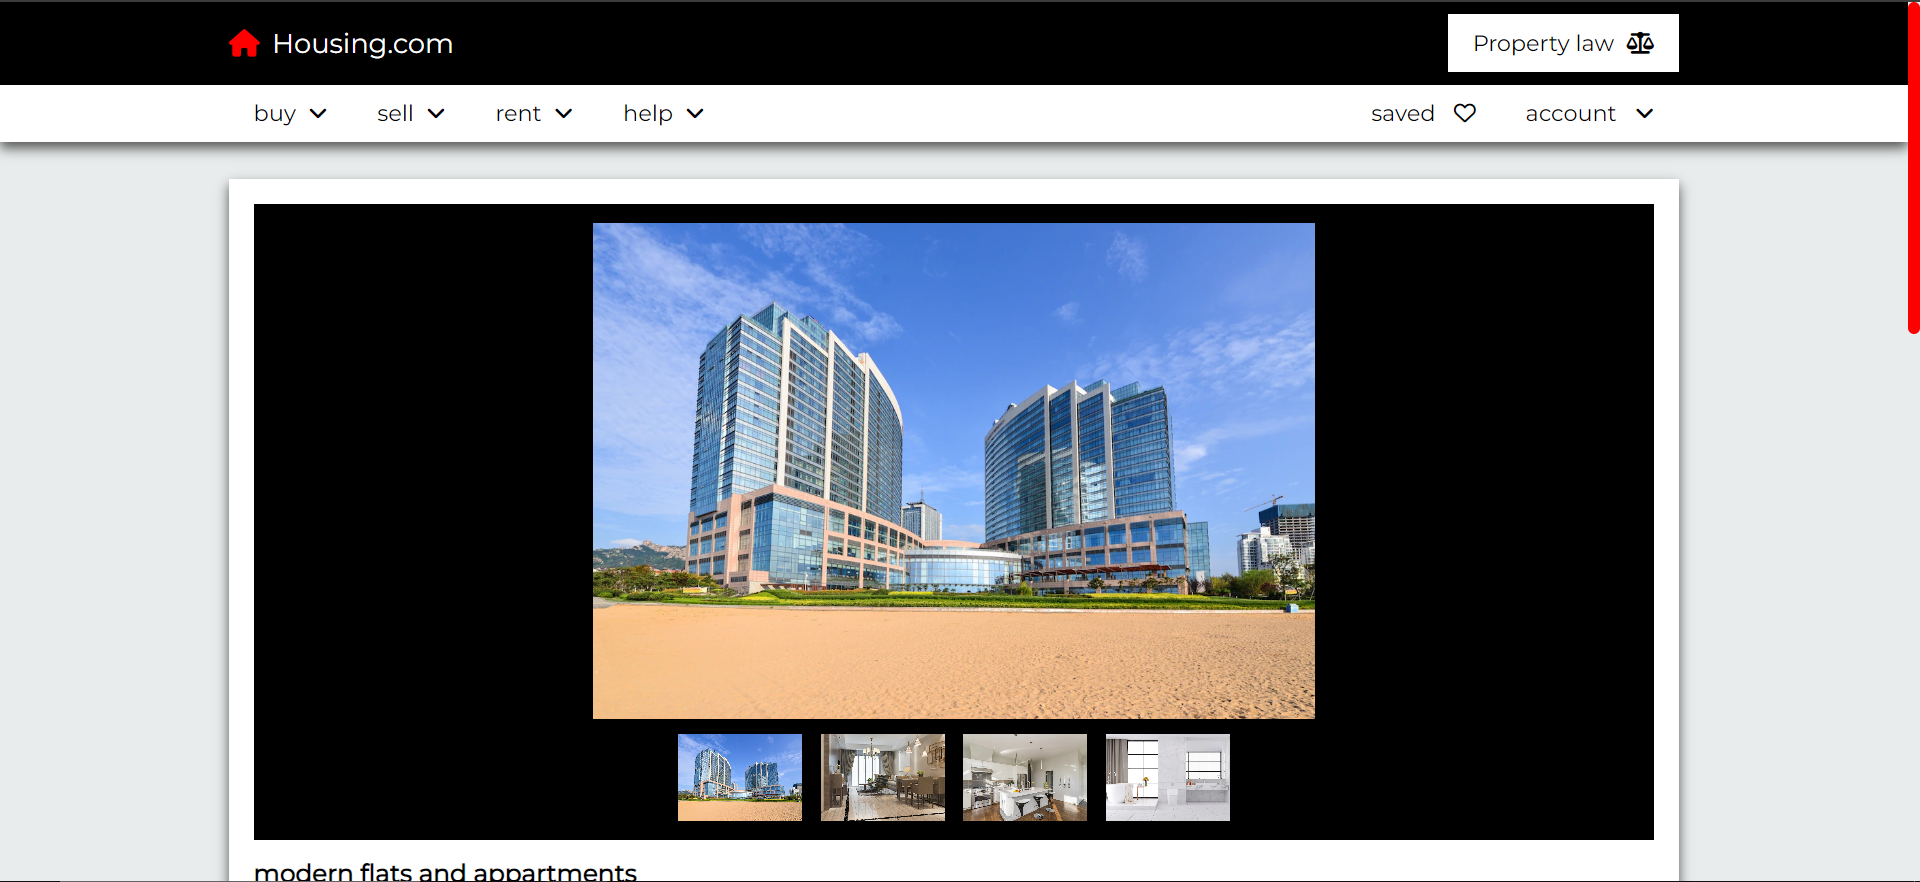 Housing.com
Property law
buy
sell
rent
help
saved
account
modern flats and appartments